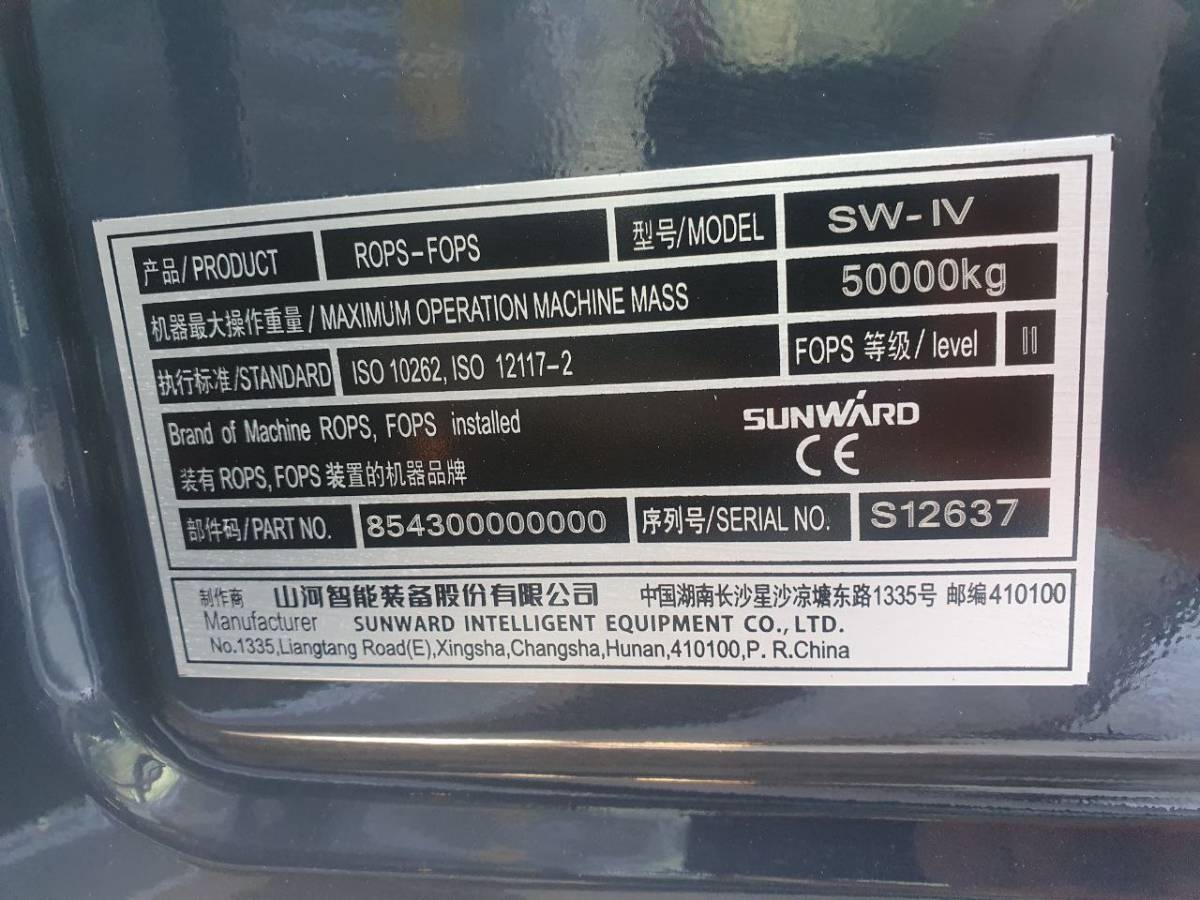 产品/PRODUCT ROPS-FOPS 型号/MODEL SW-IV
机器最大操作重量/MAXIMUM OPERATION MACHINE MASS 50000kg
执行标准/STANDARD ISO 10262, ISO 12117-2 FOPS 等级/level II
Brand of Machine ROPS, FOPS installed SUNWARD
装有 ROPS, FOPS 装置的机器品牌 CE
部件码/PART NO. 854300000000 序列号/SERIAL NO. S12637
制作商 山河智能装备股份有限公司 中国湖南长沙星沙凉塘东路1335号 邮编410100
Manufacturer SUNWARD INTELLIGENT EQUIPMENT CO., LTD.
No.1335,Liangtang Road(E),Xingsha,Changsha,Hunan,410100,P. R.China